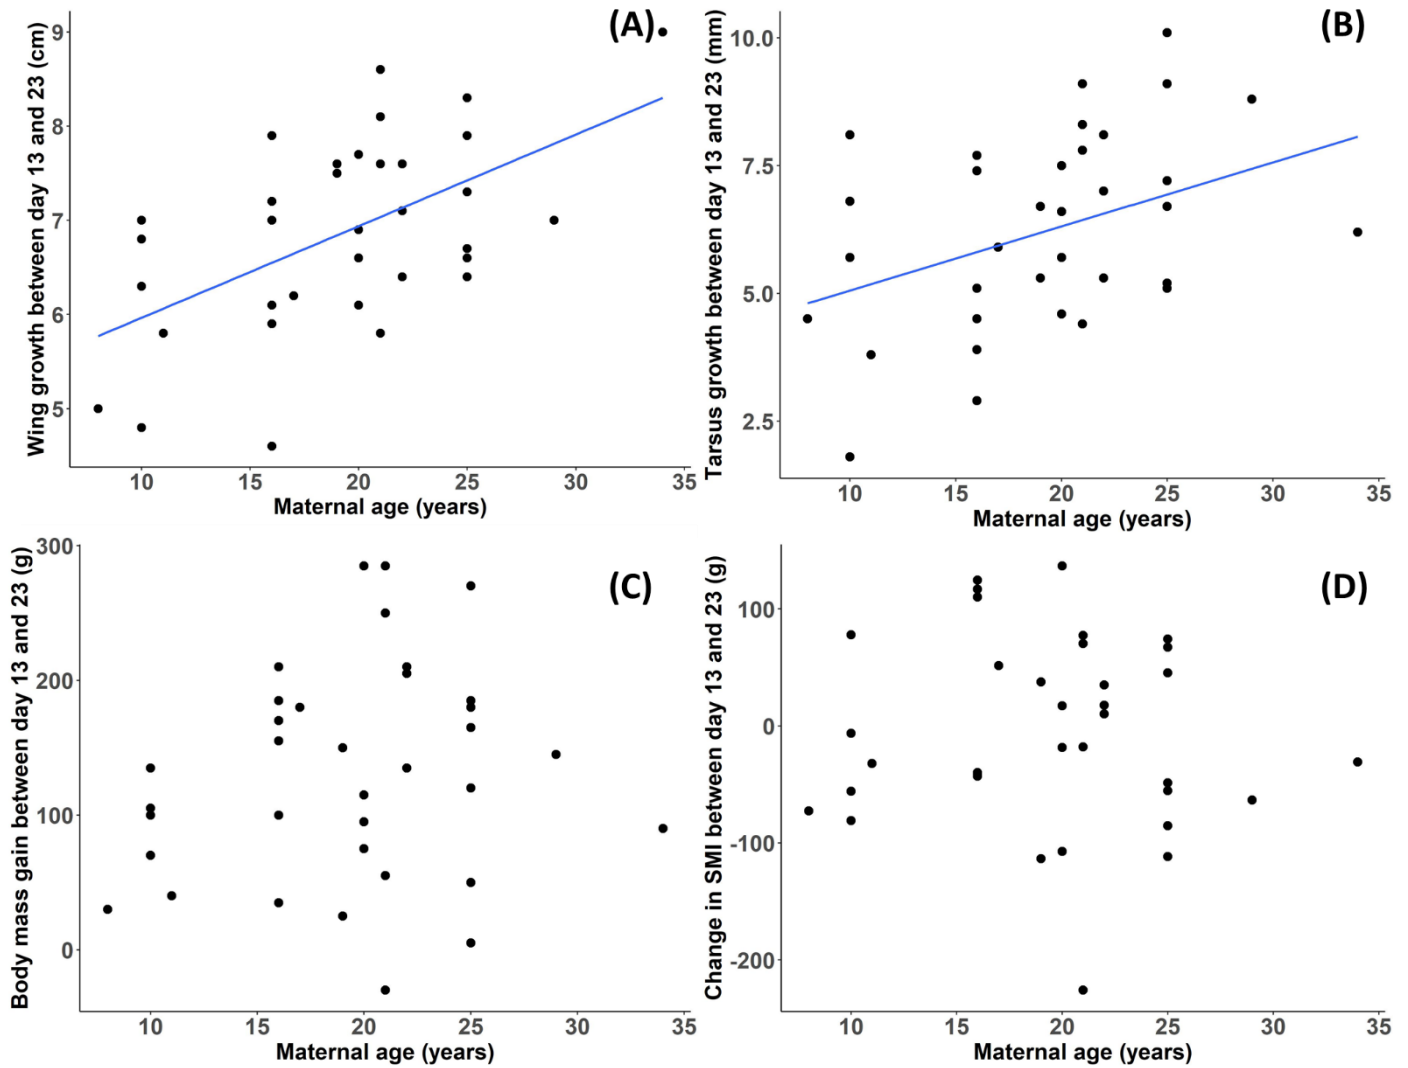 (A)
Wing growth between day 13 and 23 (cm)
9
8
7
6
5
10 15 20 25 30 35
Maternal age (years)
(B)
Tarsus growth between day 13 and 23 (mm)
10.0
7.5
5.0
2.5
10 15 20 25 30 35
Maternal age (years)
(C)
Body mass gain between day 13 and 23 (g)
300
200
100
0
10 15 20 25 30 35
Maternal age (years)
(D)
Change in SMI between day 13 and 23 (g)
100
0
-100
-200
10 15 20 25 30 35
Maternal age (years)